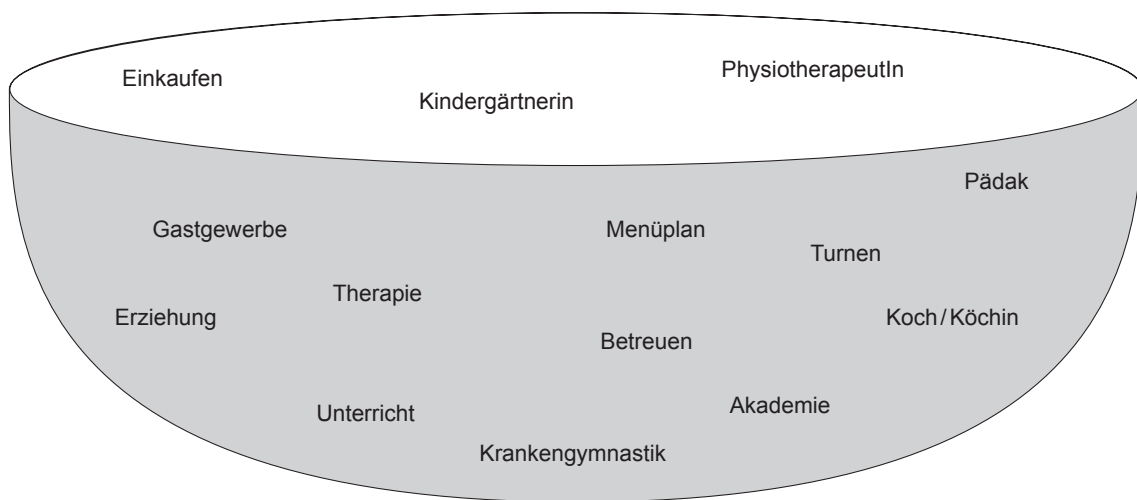 Einkaufen
Kindergärtnerin
PhysiotherapeutIn
Pädak
Gastgewerbe
Menüplan
Turnen
Therapie
Erziehung
Koch/Köchin
Betreuen
Unterricht
Akademie
Krankengymnastik